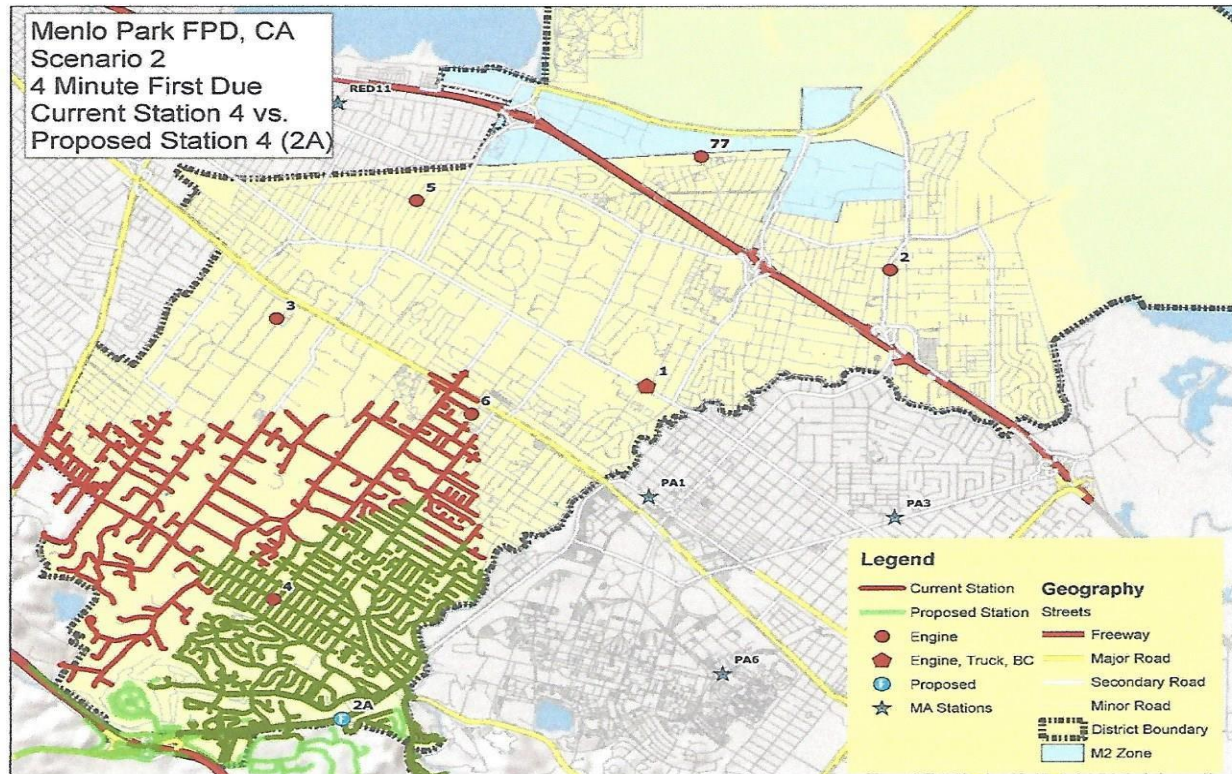 Menlo Park FPD, CA
Scenario 2
4 Minute First Due
Current Station 4 vs.
Proposed Station 4 (2A)
RED11
77
5
2
3
1
6
PA1
PA3
4
PA6
2A
Legend
Current Station
Proposed Station
Engine
Engine, Truck, BC
Proposed
MA Stations
Geography
Streets
Freeway
Major Road
Secondary Road
Minor Road
District Boundary
M2 Zone